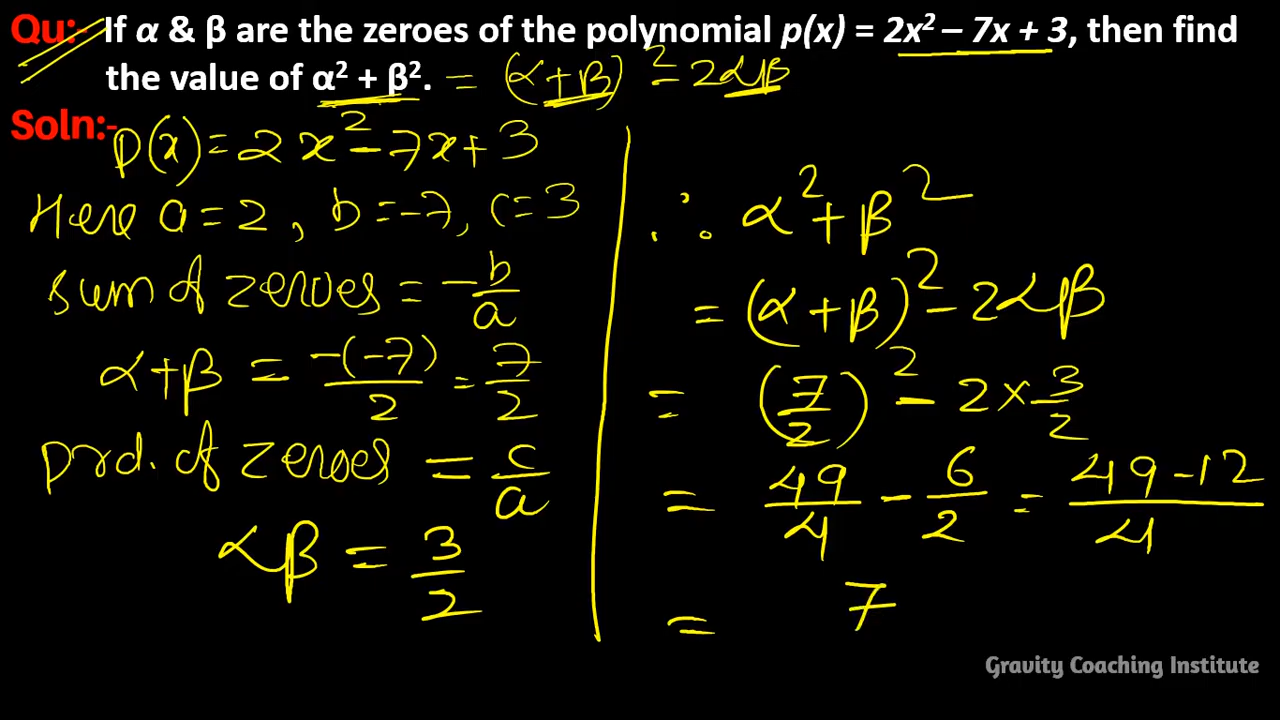 Qu:- If α & β are the zeroes of the polynomial p(x) = 2x² – 7x + 3, then find
the value of α² + β². = (α+β)² - 2αβ
Soln:-
p(x) = 2x² - 7x + 3
Here a = 2, b = -7, c = 3
sum of zeroes = -b/a
α+β = -(-7)/2 = 7/2
prd. of zeroes = c/a
αβ = 3/2
∴ α² + β²
= (α+β)² - 2αβ
= (7/2)² - 2 × 3/2
= 49/4 - 6/2 = 49-12/4
= 7
Gravity Coaching Institute